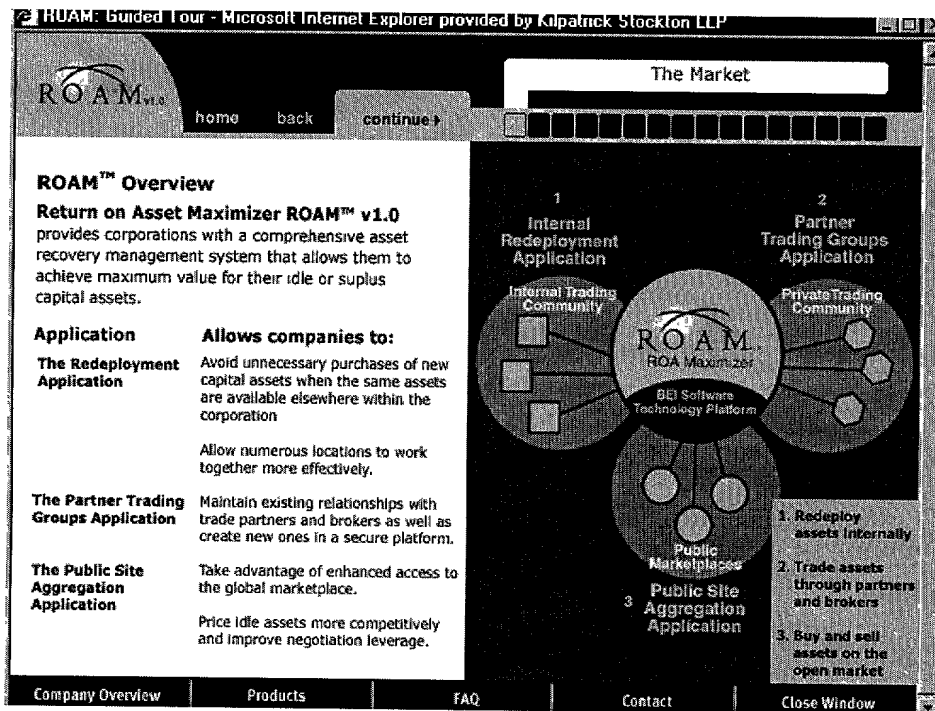 ROAM: Guided Tour - Microsoft Internet Explorer provided by Kilpatrick Stockton LLP
ROAM v1.0
home back continue
The Market
ROAM™ Overview
Return on Asset Maximizer ROAM™ v1.0
provides corporations with a comprehensive asset
recovery management system that allows them to
achieve maximum value for their idle or suplus
capital assets.
Application Allows companies to:
The Redeployment
Application
Avoid unnecessary purchases of new
capital assets when the same assets
are available elsewhere within the
corporation
Allow numerous locations to work
together more effectively.
The Partner Trading
Groups Application
Maintain existing relationships with
trade partners and brokers as well as
create new ones in a secure platform.
The Public Site
Aggregation
Application
Take advantage of enhanced access to
the global marketplace.
Price idle assets more competitively
and improve negotiation leverage.
1
Internal
Redeployment
Application
2
Partner
Trading Groups
Application
Internal Trading
Community
ROAM
ROA Maximizer
BEI Software
Technology Platform
Private Trading
Community
Public
Marketplaces
3 Public Site
Aggregation
Application
1. Redeploy
assets internally
2. Trade assets
through partners
and brokers
3. Buy and sell
assets on the
open market
Company Overview Products FAQ Contact Close Window